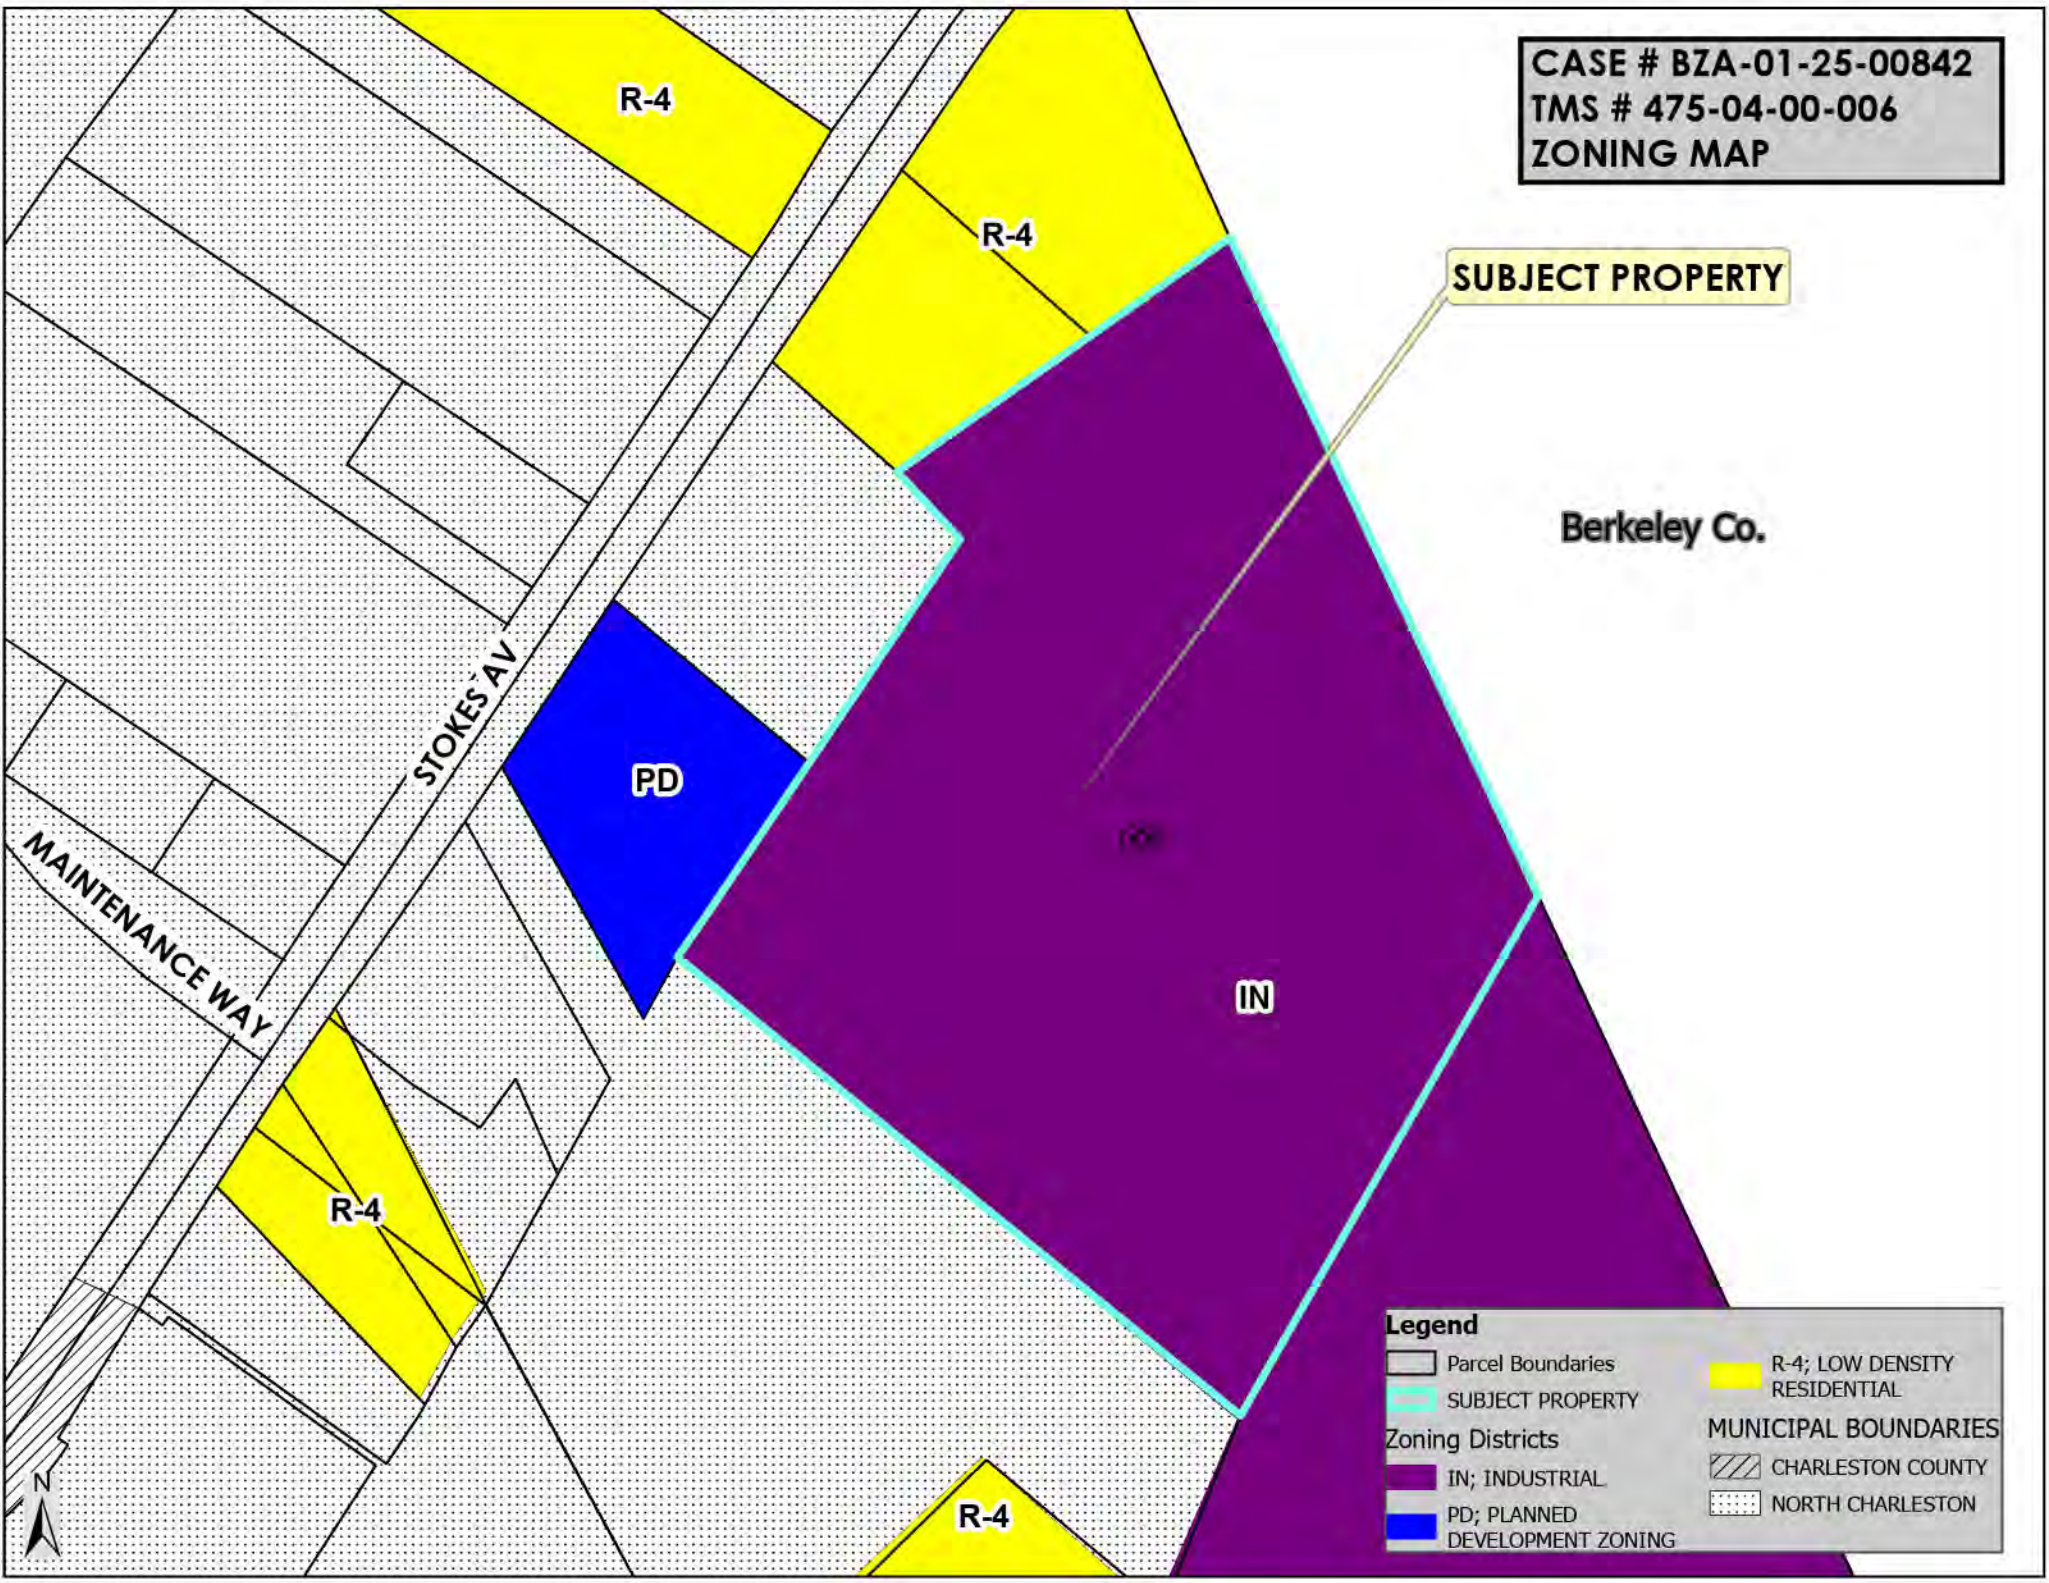 CASE # BZA-01-25-00842
TMS # 475-04-00-006
ZONING MAP
R-4
R-4
SUBJECT PROPERTY
Berkeley Co.
STOKES AV
PD
MAINTENANCE WAY
IN
R-4
R-4
N
Legend
Parcel Boundaries
SUBJECT PROPERTY
Zoning Districts
IN; INDUSTRIAL
PD; PLANNED
DEVELOPMENT ZONING
R-4; LOW DENSITY
RESIDENTIAL
MUNICIPAL BOUNDARIES
CHARLESTON COUNTY
NORTH CHARLESTON